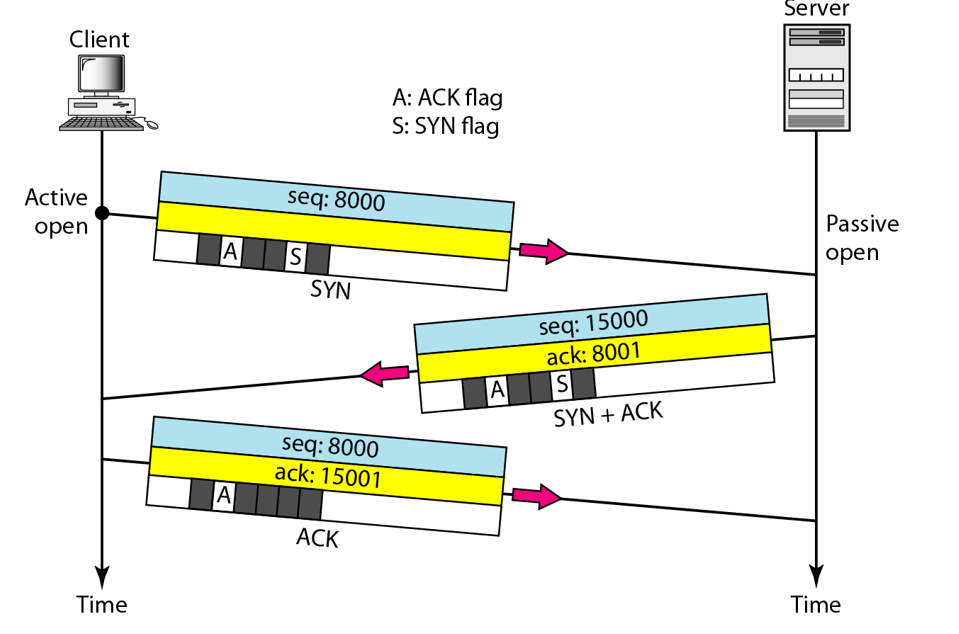 Server
Client
A: ACK flag
S: SYN flag
Active
open
seq: 8000
A S
SYN
Passive
open
seq: 15000
ack: 8001
A S
SYN + ACK
seq: 8000
ack: 15001
A
ACK
Time
Time